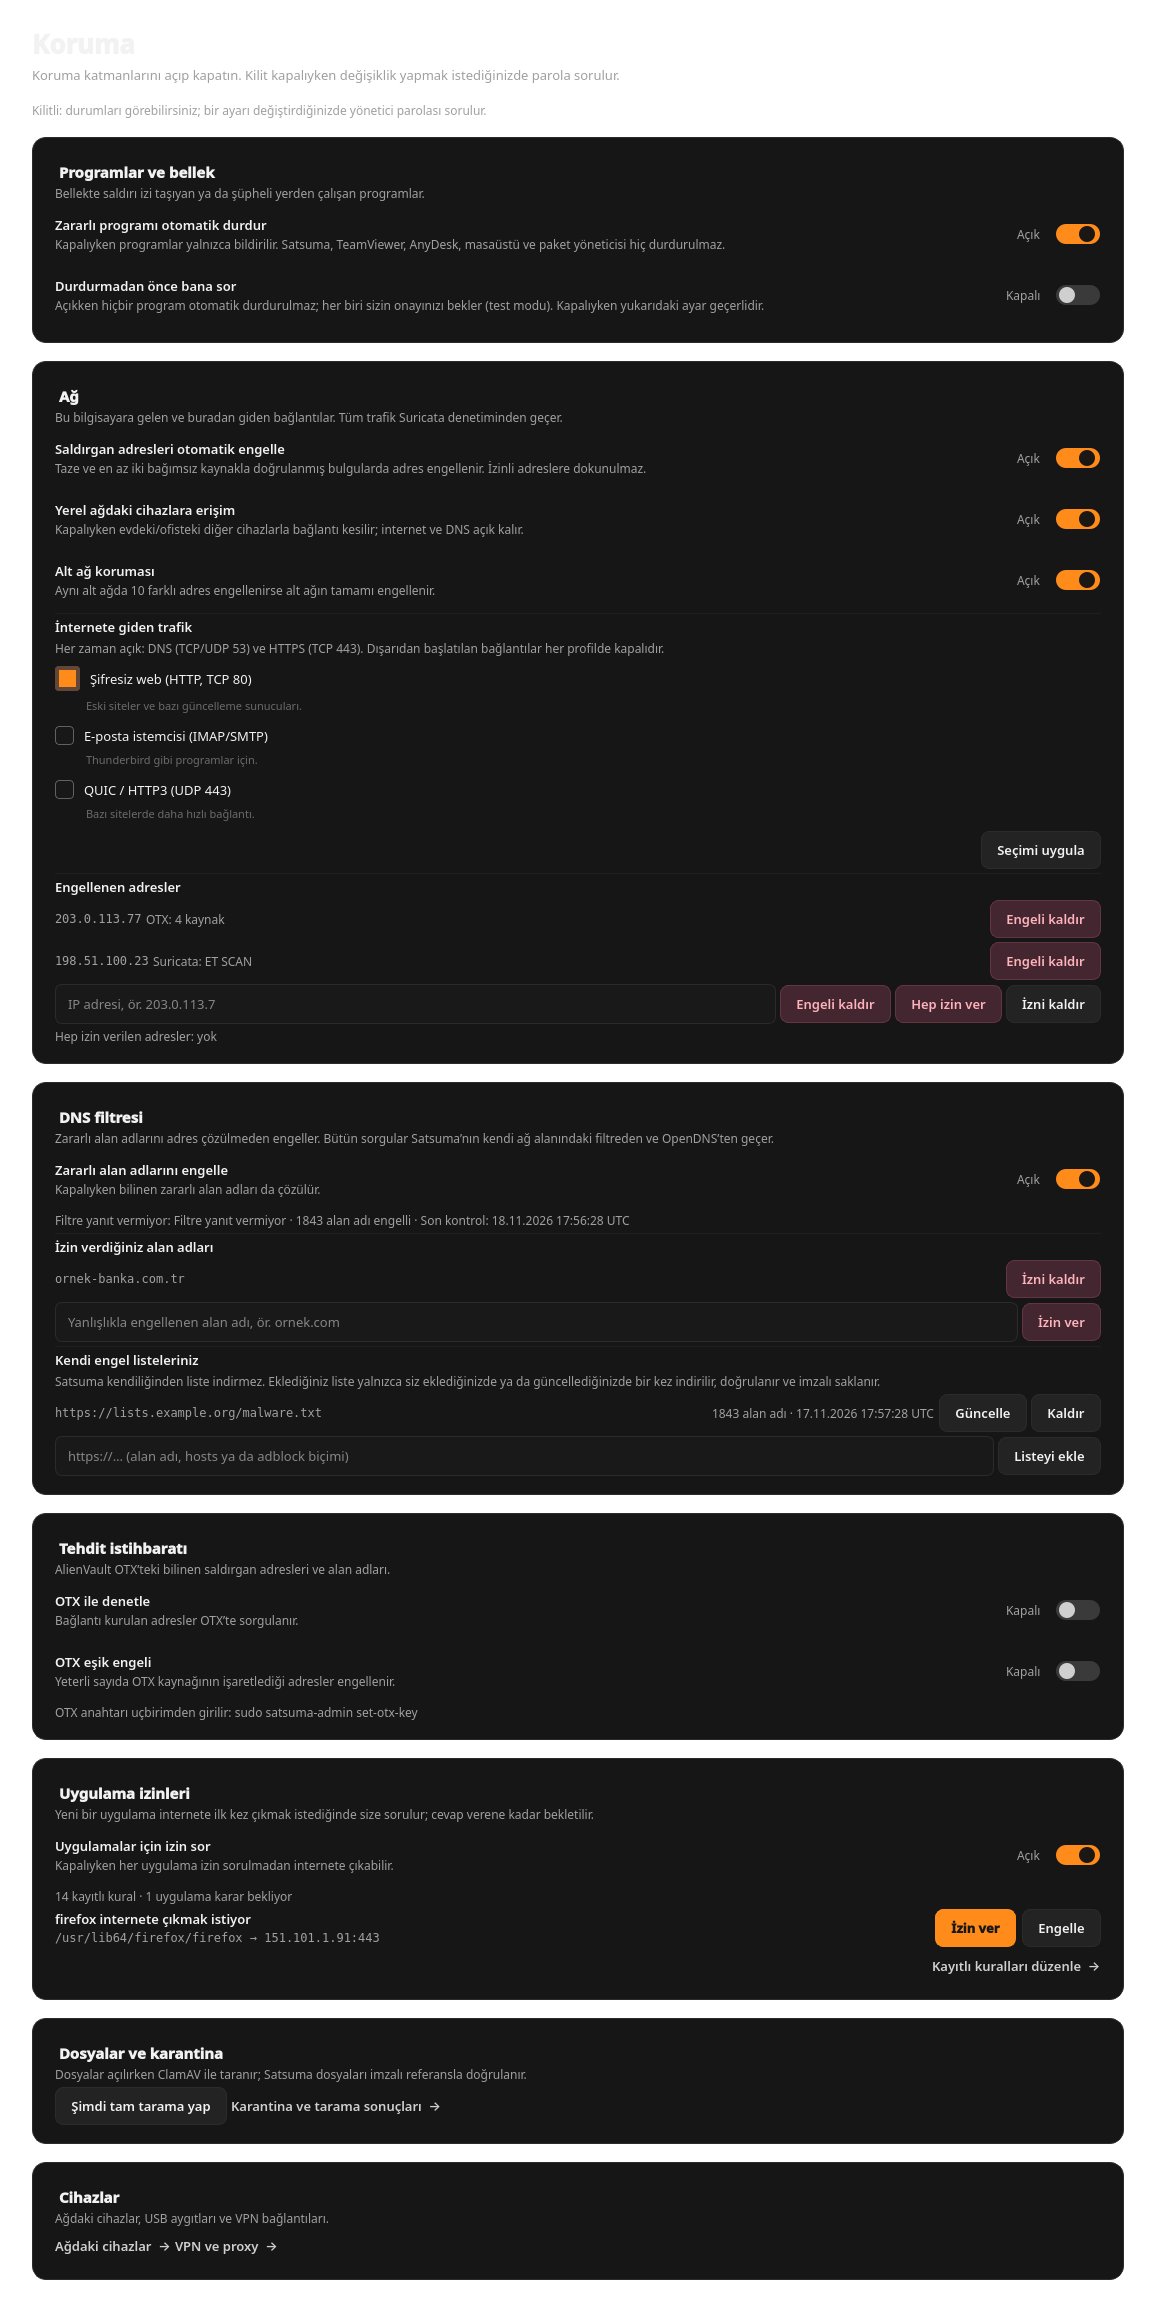 Koruma
Koruma katmanlarını açıp kapatın. Kilit kapalıyken değişiklik yapmak istediğinizde parola sorulur.
Kilitli: durumları görebilirsiniz; bir ayarı değiştirdiğinizde yönetici parolası sorulur.
Programlar ve bellek
Bellekte saldırı izi taşıyan ya da şüpheli yerden çalışan programlar.
Zararlı programı otomatik durdur
Kapalıyken programlar yalnızca bildirilir. Satsuma, TeamViewer, AnyDesk, masaüstü ve paket yöneticisi hiç durdurulmaz.
Açık
Durdurmadan önce bana sor
Açıkken hiçbir program otomatik durdurulmaz; her biri sizin onayınızı bekler (test modu). Kapalıyken yukarıdaki ayar geçerlidir.
Kapalı
Ağ
Bu bilgisayara gelen ve buradan giden bağlantılar. Tüm trafik Suricata denetiminden geçer.
Saldırgan adresleri otomatik engelle
Taze ve en az iki bağımsız kaynakla doğrulanmış bulgularda adres engellenir. İzinli adreslere dokunulmaz.
Açık
Yerel ağdaki cihazlara erişim
Kapalıyken evdeki/ofisteki diğer cihazlarla bağlantı kesilir; internet ve DNS açık kalır.
Açık
Alt ağ koruması
Aynı alt ağda 10 farklı adres engellenirse alt ağın tamamı engellenir.
Açık
İnternete giden trafik
Her zaman açık: DNS (TCP/UDP 53) ve HTTPS (TCP 443). Dışarıdan başlatılan bağlantılar her profilde kapalıdır.
Şifresiz web (HTTP, TCP 80)
Eski siteler ve bazı güncelleme sunucuları.
E-posta istemcisi (IMAP/SMTP)
Thunderbird gibi programlar için.
QUIC / HTTP3 (UDP 443)
Bazı sitelerde daha hızlı bağlantı.
Seçimi uygula
Engellenen adresler
203.0.113.77 OTX: 4 kaynak Engeli kaldır
198.51.100.23 Suricata: ET SCAN Engeli kaldır
IP adresi, ör. 203.0.113.7 Engeli kaldır Hep izin ver İzni kaldır
Hep izin verilen adresler: yok
DNS filtresi
Zararlı alan adlarını adres çözülmeden engeller. Bütün sorgular Satsuma’nın kendi ağ alanındaki filtreden ve OpenDNS’ten geçer.
Zararlı alan adlarını engelle
Kapalıyken bilinen zararlı alan adları da çözülür.
Açık
Filtre yanıt vermiyor: Filtre yanıt vermiyor · 1843 alan adı engelli · Son kontrol: 18.11.2026 17:56:28 UTC
İzin verdiğiniz alan adları
ornek-banka.com.tr İzni kaldır
Yanlışlıkla engellenen alan adı, ör. ornek.com İzin ver
Kendi engel listeleriniz
Satsuma kendiliğinden liste indirmez. Eklediğiniz liste yalnızca siz eklediğinizde ya da güncellediğinizde bir kez indirilir, doğrulanır ve imzalı saklanır.
https://lists.example.org/malware.txt 1843 alan adı · 17.11.2026 17:57:28 UTC Güncelle Kaldır
https://… (alan adı, hosts ya da adblock biçimi) Listeyi ekle
Tehdit istihbaratı
AlienVault OTX’teki bilinen saldırgan adresleri ve alan adları.
OTX ile denetle
Bağlantı kurulan adresler OTX’te sorgulanır.
Kapalı
OTX eşik engeli
Yeterli sayıda OTX kaynağının işaretlediği adresler engellenir.
Kapalı
OTX anahtarı uçbirimden girilir: sudo satsuma-admin set-otx-key
Uygulama izinleri
Yeni bir uygulama internete ilk kez çıkmak istediğinde size sorulur; cevap verene kadar bekletilir.
Uygulamalar için izin sor
Kapalıyken her uygulama izin sorulmadan internete çıkabilir.
Açık
14 kayıtlı kural · 1 uygulama karar bekliyor
firefox internete çıkmak istiyor
/usr/lib64/firefox/firefox → 151.101.1.91:443
İzin ver Engelle
Kayıtlı kuralları düzenle →
Dosyalar ve karantina
Dosyalar açılırken ClamAV ile taranır; Satsuma dosyaları imzalı referansla doğrulanır.
Şimdi tam tarama yap Karantina ve tarama sonuçları →
Cihazlar
Ağdaki cihazlar, USB aygıtları ve VPN bağlantıları.
Ağdaki cihazlar → VPN ve proxy →